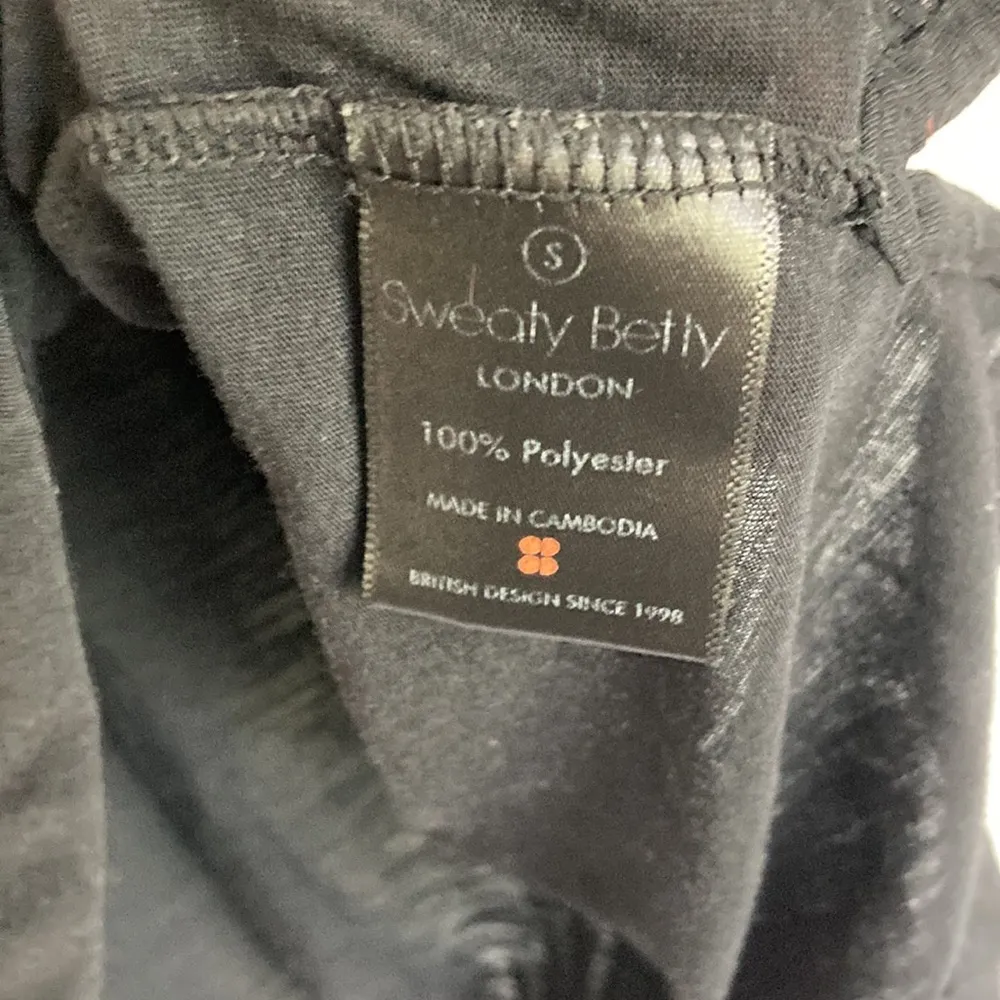 S
Sweaty Betty
LONDON
100% Polyester
MADE IN CAMBODIA
BRITISH DESIGN SINCE 1998